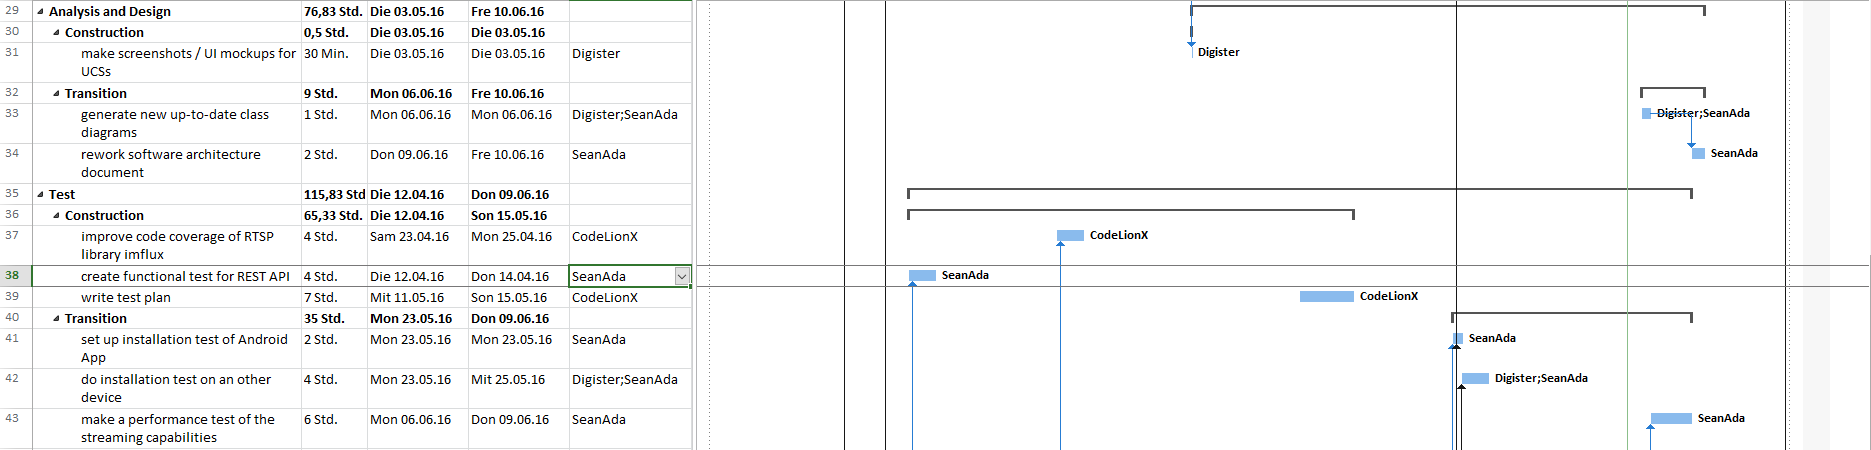 29 Analysis and Design 76,83 Std. Die 03.05.16 Fre 10.06.16
30 Construction 0,5 Std. Die 03.05.16 Die 03.05.16
31 make screenshots / UI mockups for 30 Min. Die 03.05.16 Die 03.05.16 Digister Digister
UCSs
32 Transition 9 Std. Mon 06.06.16 Fre 10.06.16
33 generate new up-to-date class 1 Std. Mon 06.06.16 Mon 06.06.16 Digister;SeanAda Digister;SeanAda
diagrams
34 rework software architecture 2 Std. Don 09.06.16 Fre 10.06.16 SeanAda SeanAda
document
35 Test 115,83 Std Die 12.04.16 Don 09.06.16
36 Construction 65,33 Std. Die 12.04.16 Son 15.05.16
37 improve code coverage of RTSP 4 Std. Sam 23.04.16 Mon 25.04.16 CodeLionX CodeLionX
library imflux
38 create functional test for REST API 4 Std. Die 12.04.16 Don 14.04.16 SeanAda SeanAda
39 write test plan 7 Std. Mit 11.05.16 Son 15.05.16 CodeLionX CodeLionX
40 Transition 35 Std. Mon 23.05.16 Don 09.06.16
41 set up installation test of Android 2 Std. Mon 23.05.16 Mon 23.05.16 SeanAda SeanAda
App
42 do installation test on an other 4 Std. Mon 23.05.16 Mit 25.05.16 Digister;SeanAda Digister;SeanAda
device
43 make a performance test of the 6 Std. Mon 06.06.16 Don 09.06.16 SeanAda SeanAda
streaming capabilities